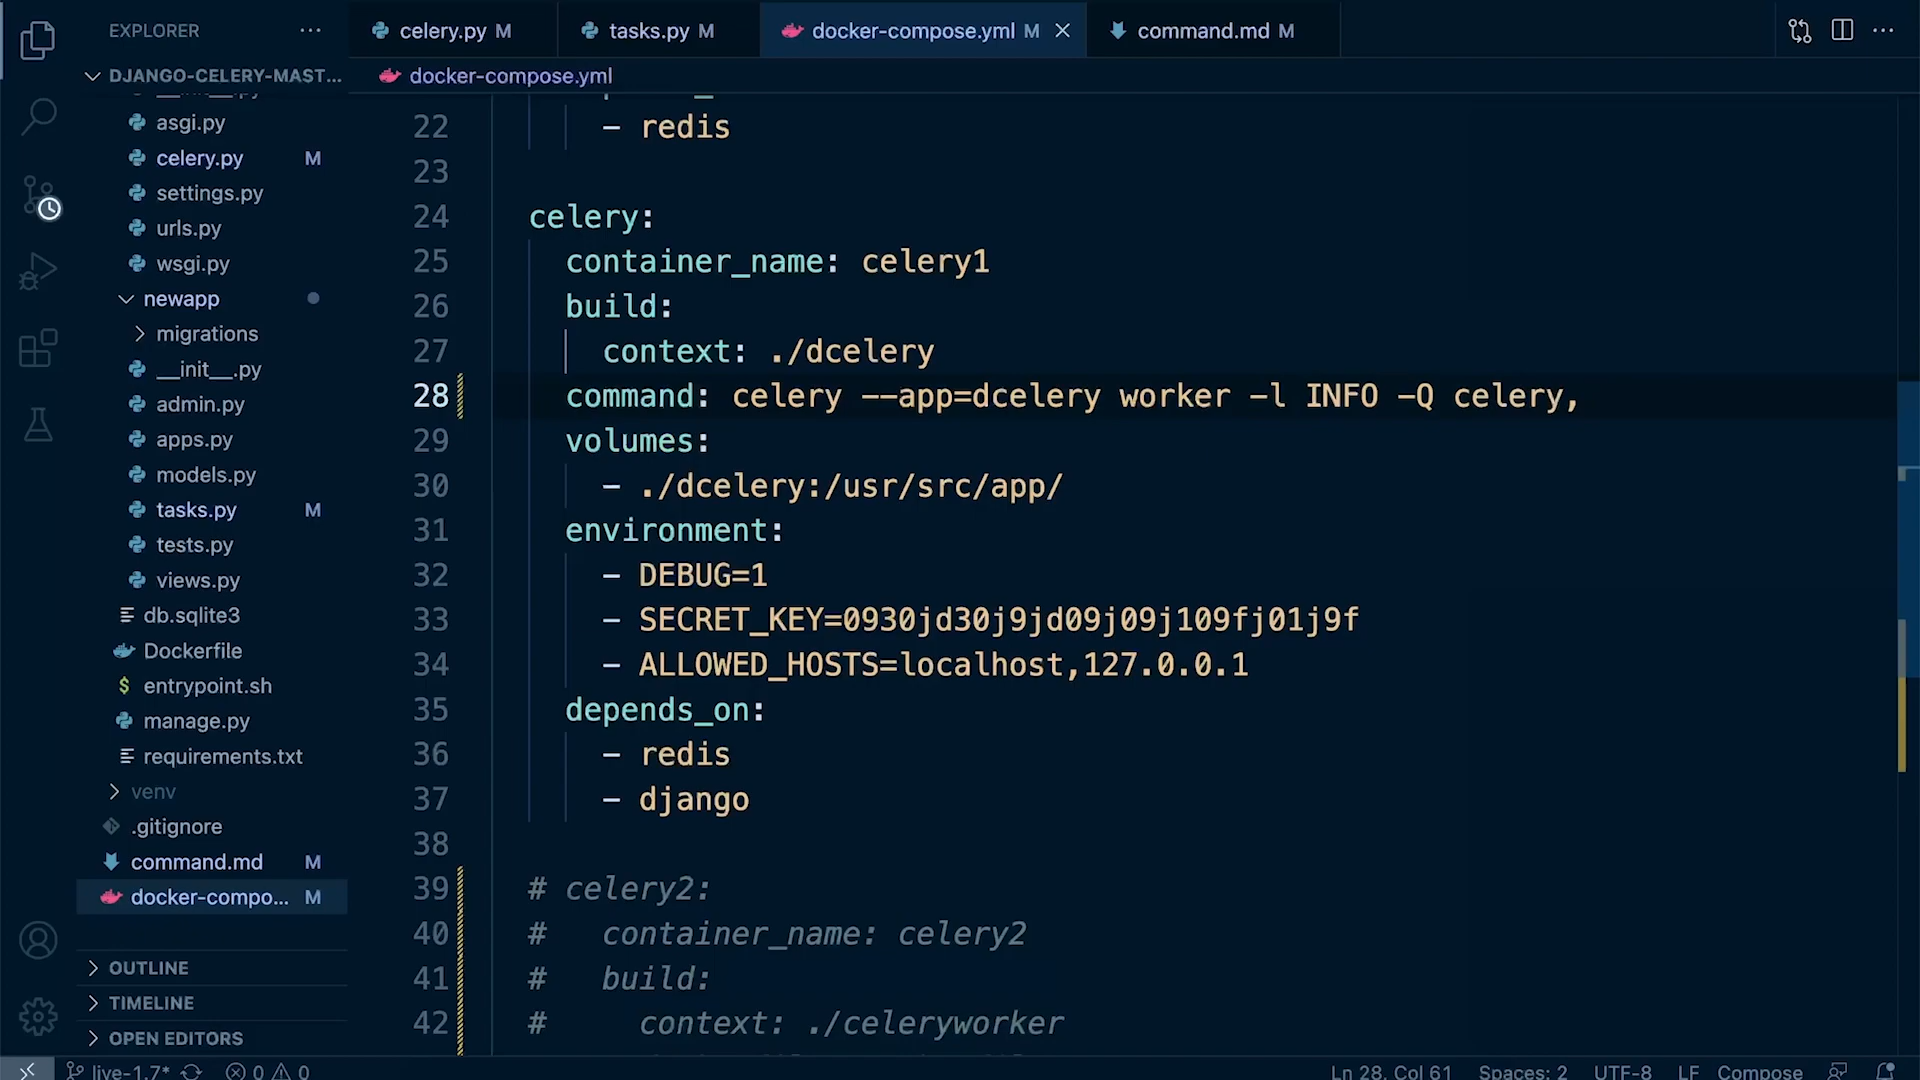 EXPLORER
···
celery.py M
tasks.py M
docker-compose.yml M
command.md M
···
DJANGO-CELERY-MAST...
docker-compose.yml
asgi.py
celery.py M
settings.py
urls.py
wsgi.py
newapp
migrations
__init__.py
admin.py
apps.py
models.py
tasks.py M
tests.py
views.py
db.sqlite3
Dockerfile
entrypoint.sh
manage.py
requirements.txt
venv
.gitignore
command.md M
docker-compo... M
OUTLINE
TIMELINE
OPEN EDITORS
22 - redis
23
24 celery:
25 container_name: celery1
26 build:
27 context: ./dcelery
28 command: celery --app=dcelery worker -l INFO -Q celery,
29 volumes:
30 - ./dcelery:/usr/src/app/
31 environment:
32 - DEBUG=1
33 - SECRET_KEY=0930jd30j9jd09j09j109fj01j9f
34 - ALLOWED_HOSTS=localhost,127.0.0.1
35 depends_on:
36 - redis
37 - django
38
39 # celery2:
40 # container_name: celery2
41 # build:
42 # context: ./celeryworker
live-1.7* 0 0
Ln 28, Col 61 Spaces: 2 UTF-8 LF Compose